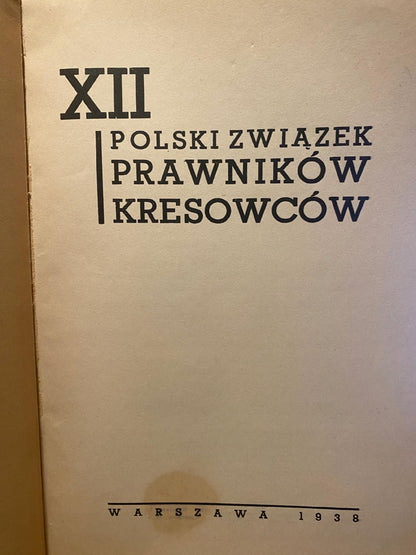 XII
POLSKI ZWIĄZEK
PRAWNIKÓW
KRESOWCÓW
WARSZAWA 1938